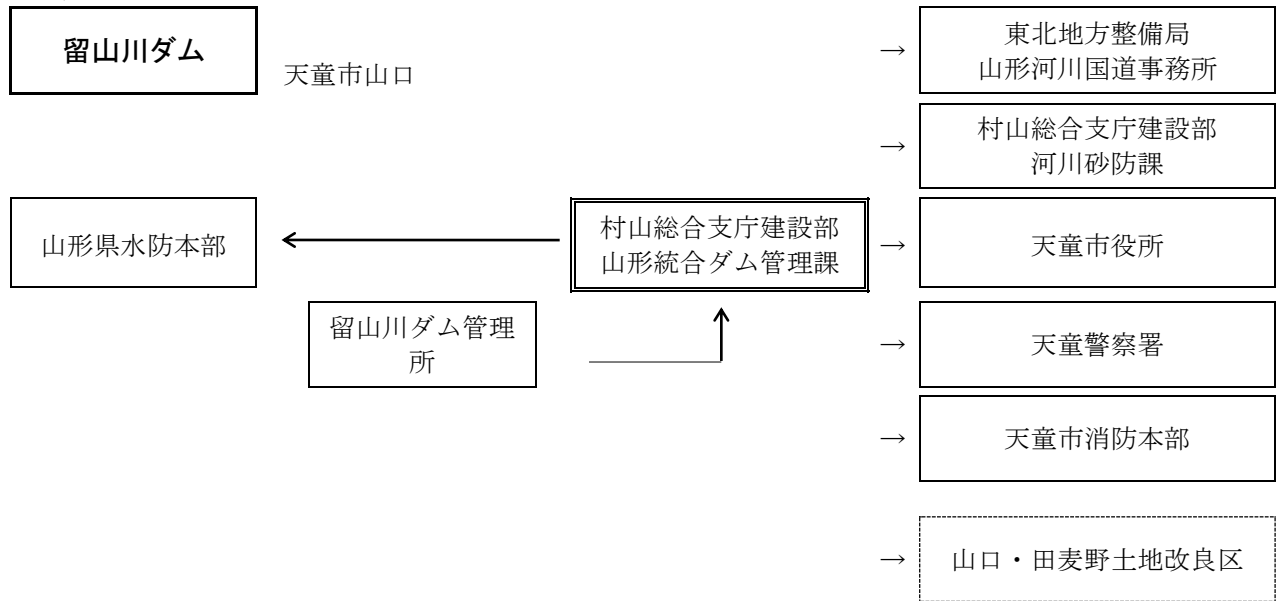 留山川ダム
天童市山口
→
東北地方整備局
山形河川国道事務所
→
村山総合支庁建設部
河川砂防課
山形県水防本部
村山総合支庁建設部
山形統合ダム管理課
→
天童市役所
留山川ダム管理
所
→
天童警察署
→
天童市消防本部
→
山口・田麦野土地改良区